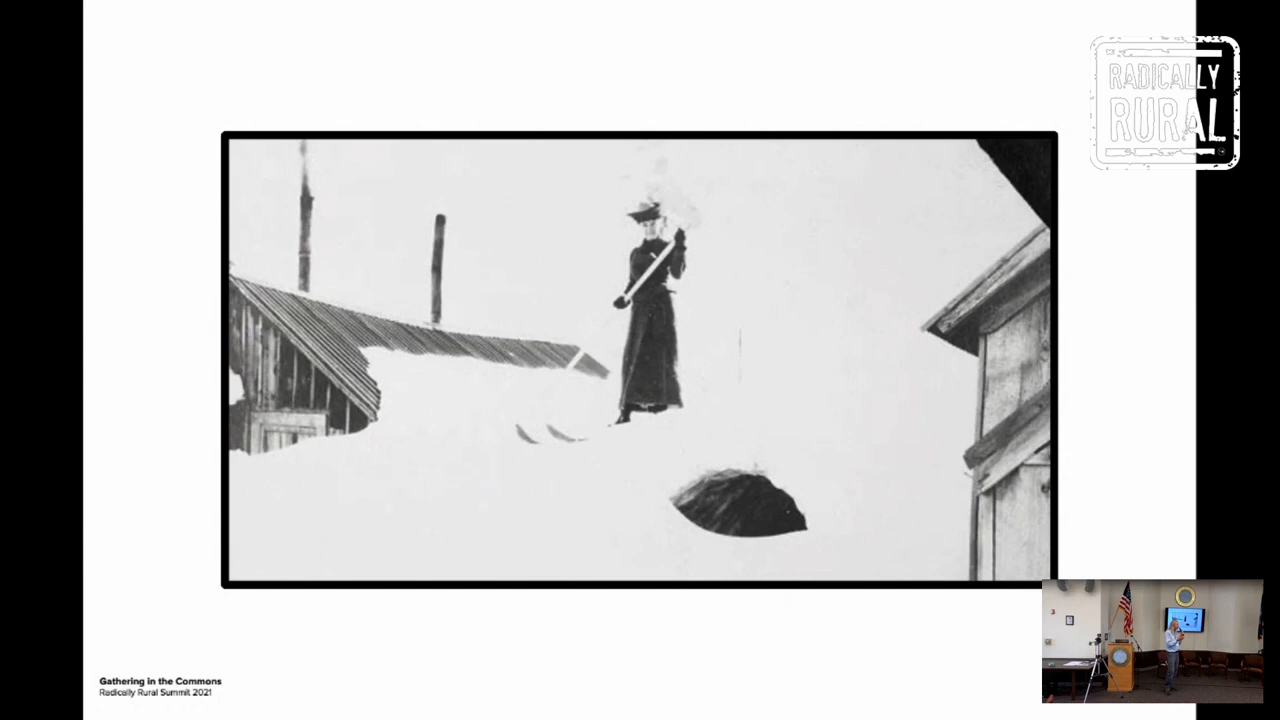 RADICALLY
RURAL
Gathering in the Commons
Radically Rural Summit 2021